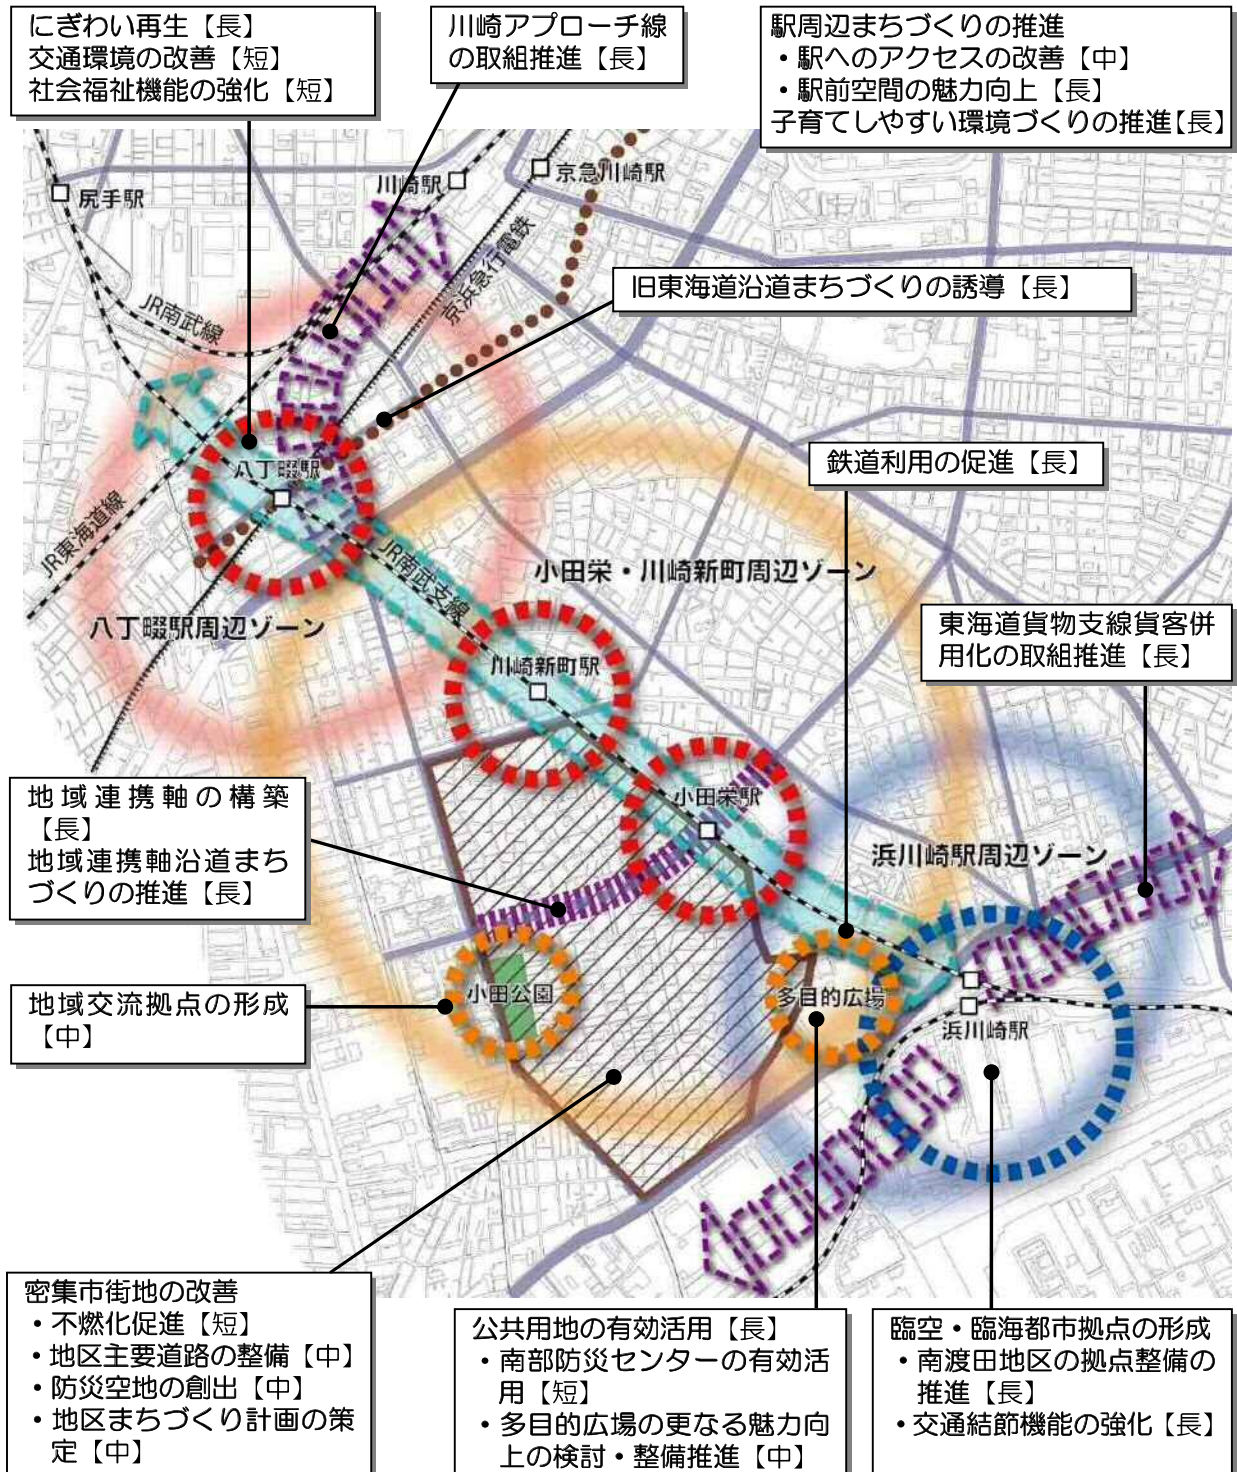 にぎわい再生【長】
交通環境の改善【短】
社会福祉機能の強化【短】
川崎アプローチ線
の取組推進【長】
駅周辺まちづくりの推進
・駅へのアクセスの改善【中】
・駅前空間の魅力向上【長】
子育てしやすい環境づくりの推進【長】
尻手駅
川崎駅
京急川崎駅
京浜急行電鉄
JR南武線
旧東海道沿道まちづくりの誘導【長】
八丁畷駅
鉄道利用の促進【長】
JR東海道線
JR南武支線
小田栄・川崎新町周辺ゾーン
八丁畷駅周辺ゾーン
東海道貨物支線貨客併
用化の取組推進【長】
川崎新町駅
地域連携軸の構築
【長】
地域連携軸沿道まち
づくりの推進【長】
小田栄駅
浜川崎駅周辺ゾーン
地域交流拠点の形成
【中】
小田公園
多目的広場
浜川崎駅
密集市街地の改善
・不燃化促進【短】
・地区主要道路の整備【中】
・防災空地の創出【中】
・地区まちづくり計画の策
定【中】
公共用地の有効活用【長】
・南部防災センターの有効活
用【短】
・多目的広場の更なる魅力向
上の検討・整備推進【中】
臨空・臨海都市拠点の形成
・南渡田地区の拠点整備の
推進【長】
・交通結節機能の強化【長】